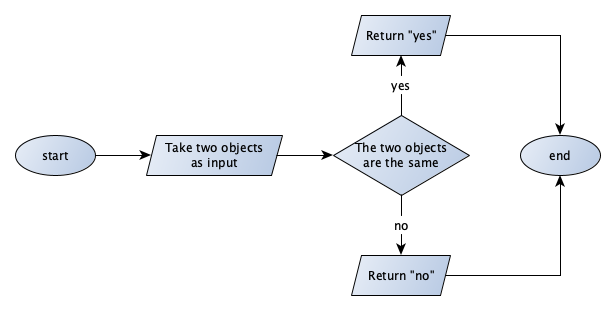 Return "yes"
yes
start
Take two objects
as input
The two objects
are the same
end
no
Return "no"